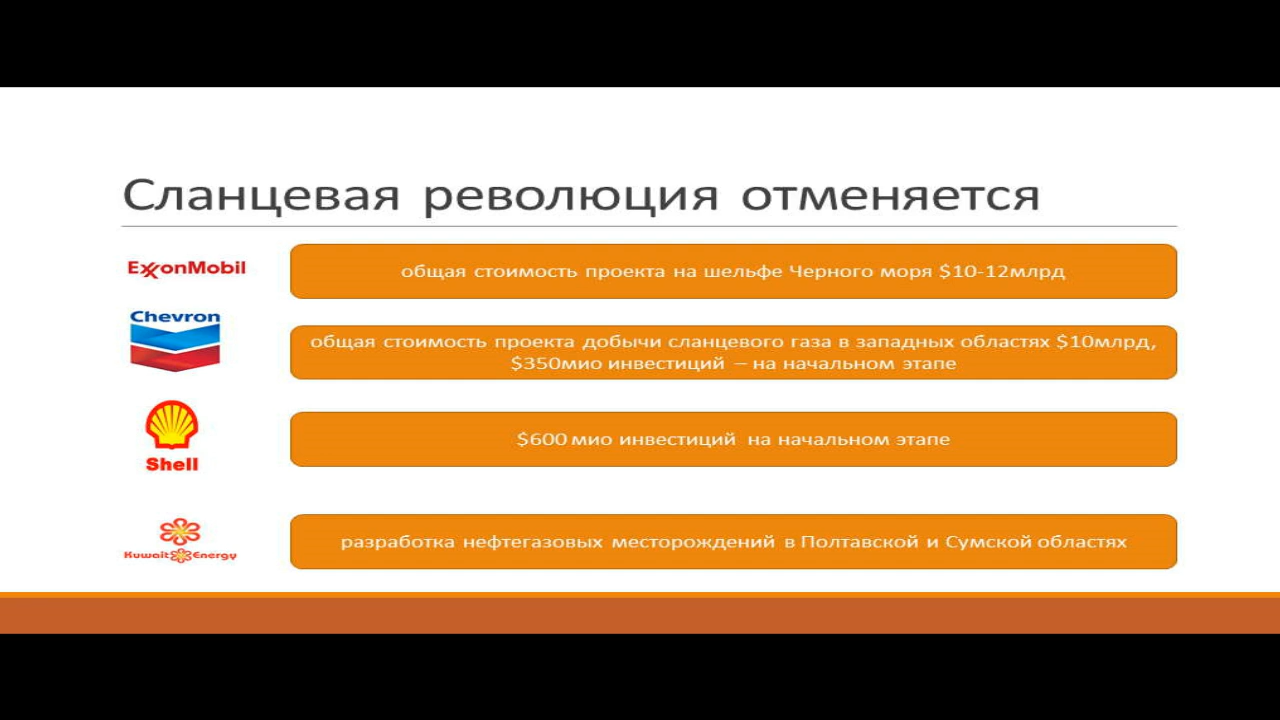 Сланцевая революция отменяется
ExxonMobil
общая стоимость проекта на шельфе Черного моря $10-12млрд
Chevron
общая стоимость проекта добычи сланцевого газа в западных областях $10млрд,
$350мио инвестиций – на начальном этапе
Shell
$600 мио инвестиций на начальном этапе
Kuwait Energy
разработка нефтегазовых месторождений в Полтавской и Сумской областях